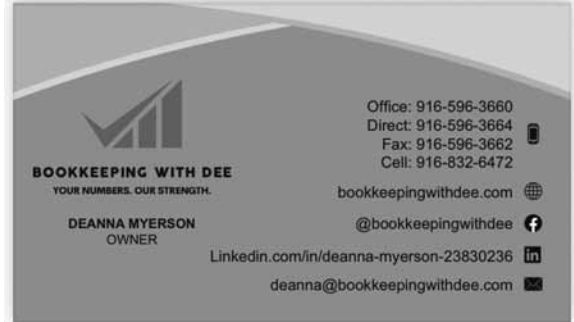 BOOKKEEPING WITH DEE
YOUR NUMBERS. OUR STRENGTH.
DEANNA MYERSON
OWNER
Office: 916-596-3660
Direct: 916-596-3664
Fax: 916-596-3662
Cell: 916-832-6472
bookkeepingwithdee.com
@bookkeepingwithdee
Linkedin.com/in/deanna-myerson-23830236
deanna@bookkeepingwithdee.com